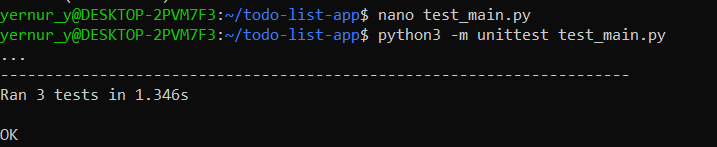 yernur_y@DESKTOP-2PVM7F3:~/todo-list-app$ nano test_main.py
yernur_y@DESKTOP-2PVM7F3:~/todo-list-app$ python3 -m unittest test_main.py
...
----------------------------------------------------------------------
Ran 3 tests in 1.346s
OK